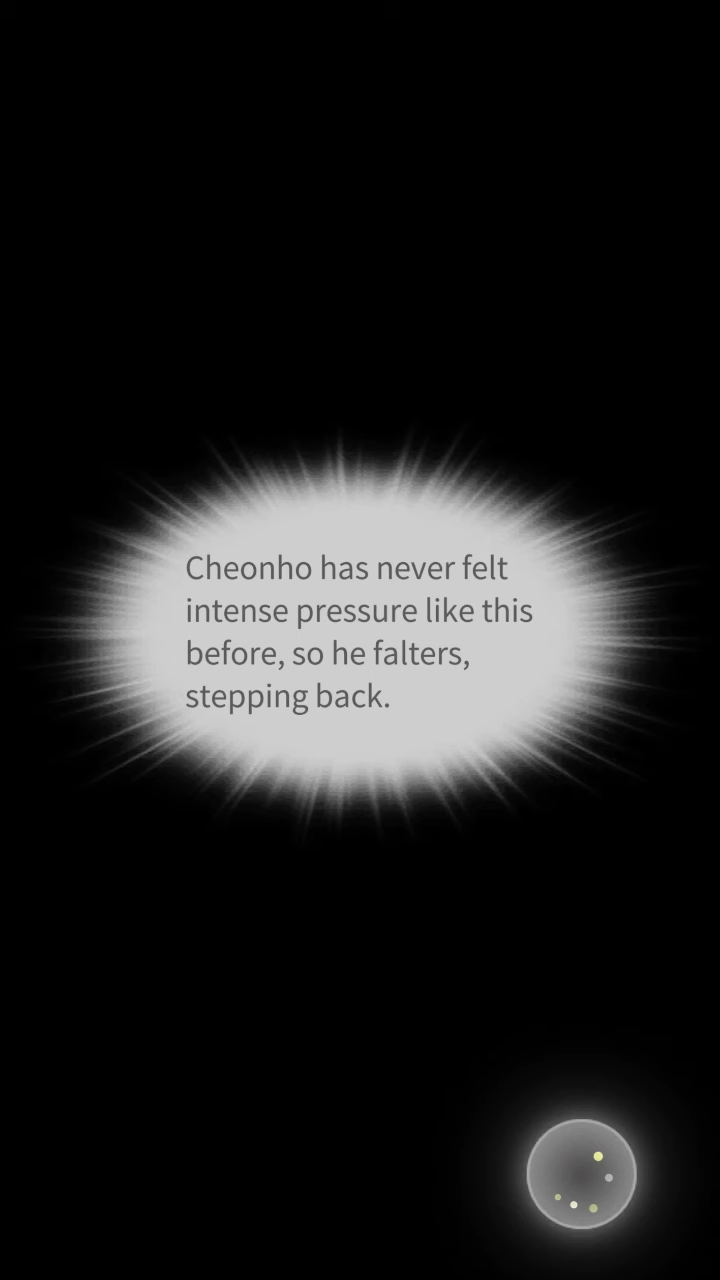 Cheonho has never felt
intense pressure like this
before, so he falters,
stepping back.